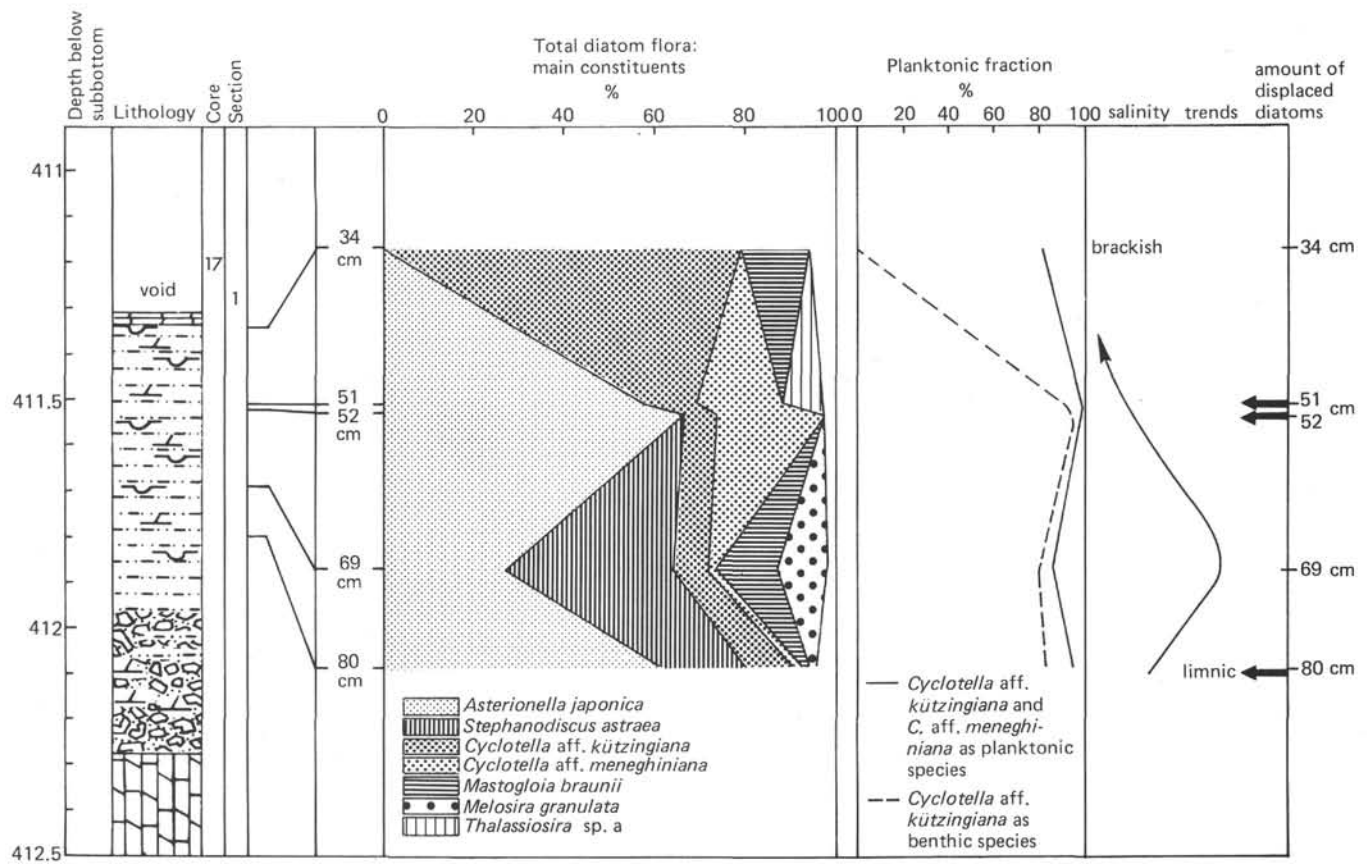 Depth below
subbottom
Lithology
Core
Section
Total diatom flora:
main constituents
%
0 20 40 60 80 100
Planktonic fraction
%
0 20 40 60 80 100
salinity trends
amount of
displaced
diatoms
411
411.5
412
412.5
void
17
1
34
cm
51
52
cm
69
cm
80
cm
brackish
limnic
34 cm
51
52 cm
69 cm
80 cm
Asterionella japonica
Stephanodiscus astraea
Cyclotella aff. kützingiana
Cyclotella aff. meneghiniana
Mastogloia braunii
Melosira granulata
Thalassiosira sp. a
Cyclotella aff.
kützingiana and
C. aff. meneghi-
niana as planktonic
species
Cyclotella aff.
kützingiana as
benthic species